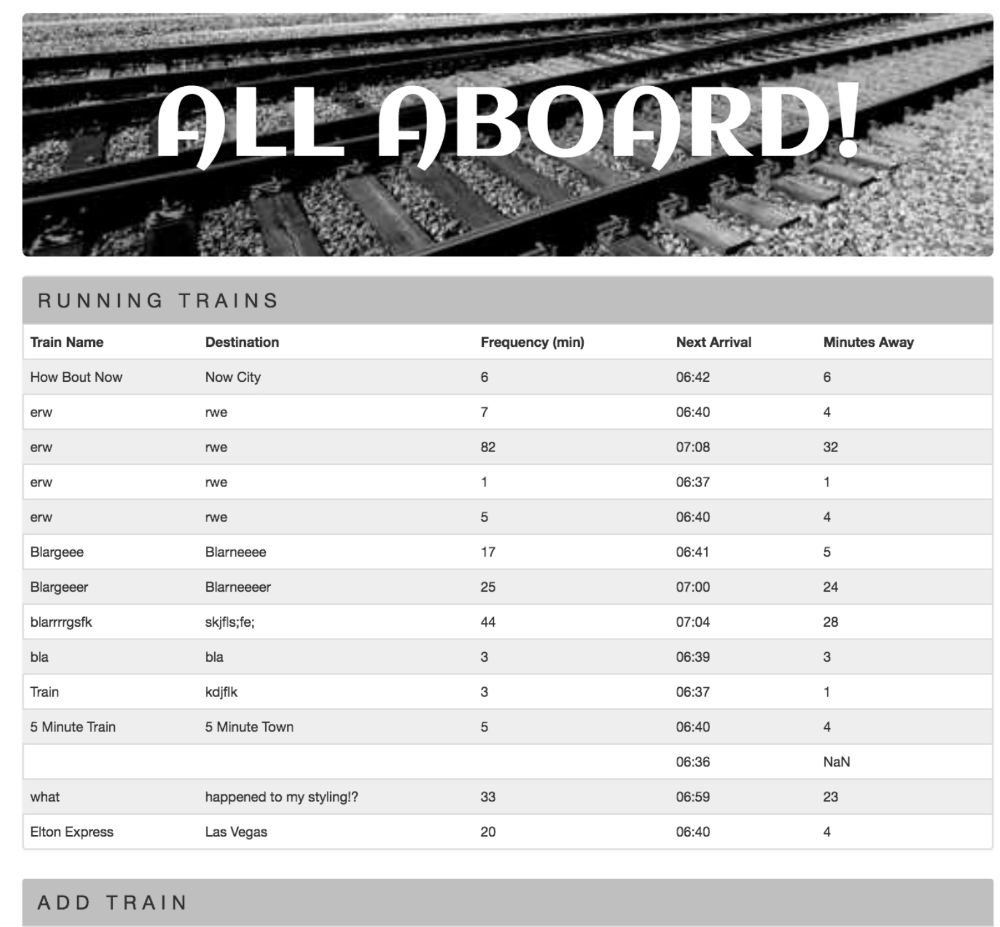 ALL ABOARD!
RUNNING TRAINS
Train Name Destination Frequency (min) Next Arrival Minutes Away
How Bout Now Now City 6 06:42 6
erw rwe 7 06:40 4
erw rwe 82 07:08 32
erw rwe 1 06:37 1
erw rwe 5 06:40 4
Blargeee Blarneeee 17 06:41 5
Blargeeer Blarneeeer 25 07:00 24
blarrrrgsfk skjfls;fe; 44 07:04 28
bla bla 3 06:39 3
Train kdjflk 3 06:37 1
5 Minute Train 5 Minute Town 5 06:40 4
06:36 NaN
what happened to my styling!? 33 06:59 23
Elton Express Las Vegas 20 06:40 4
ADD TRAIN